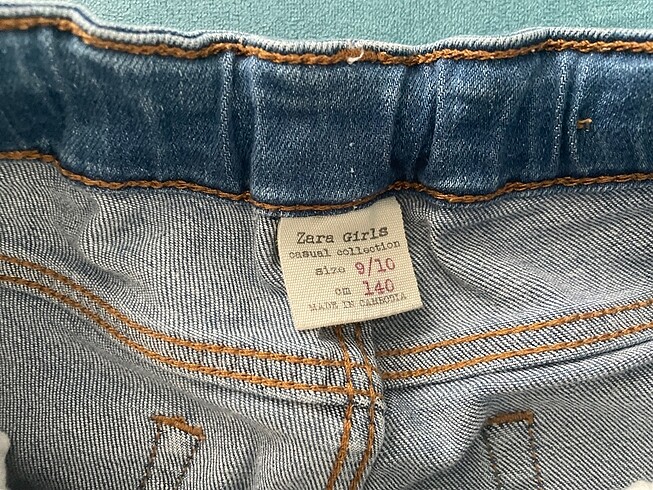 Zara Girls
casual collection
size 9/10
cm 140
MADE IN CAMBODIA